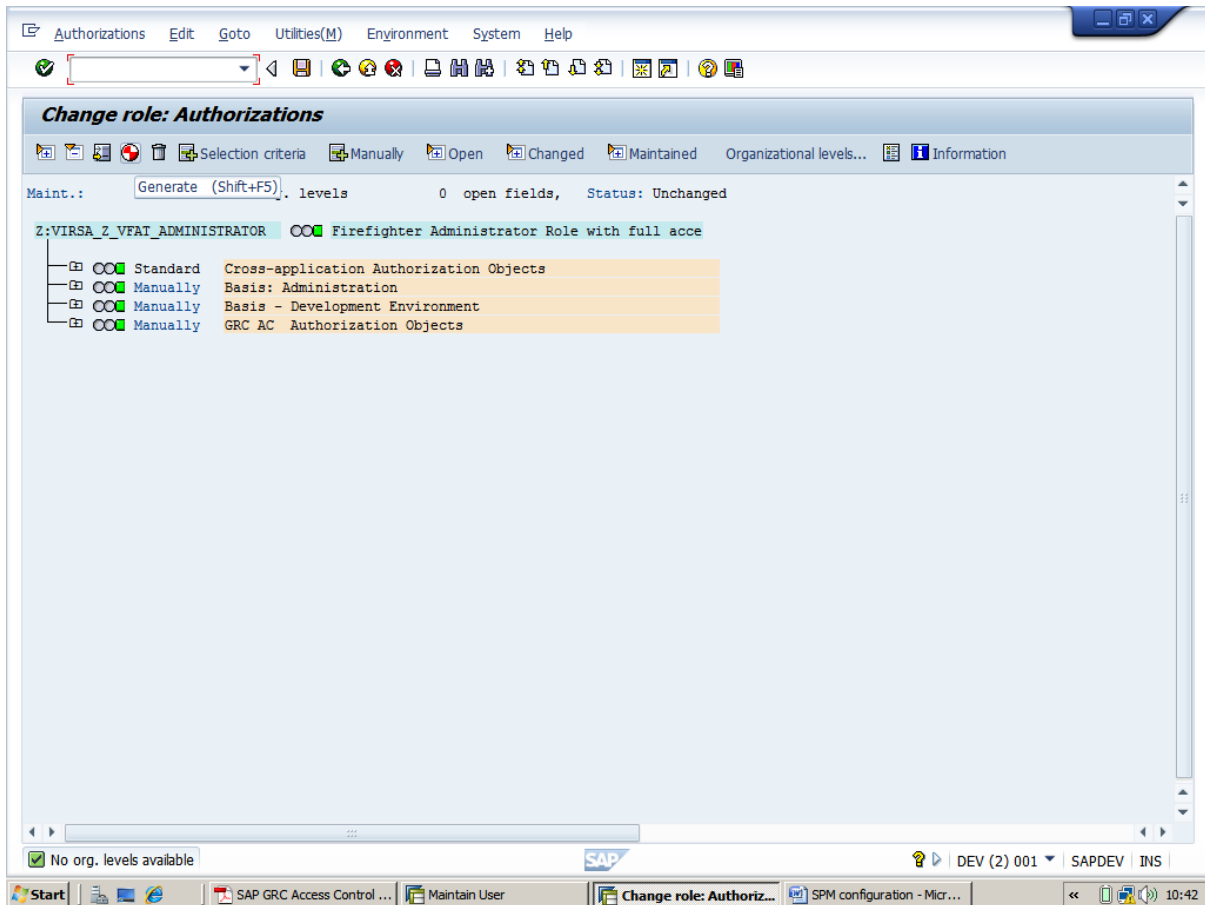 Authorizations Edit Goto Utilities(M) Environment System Help
Change role: Authorizations
Selection criteria Manually Open Changed Maintained Organizational levels... Information
Maint.: Generate (Shift+F5). levels 0 open fields, Status: Unchanged
Z:VIRSA_Z_VFAT_ADMINISTRATOR Firefighter Administrator Role with full acce
Standard Cross-application Authorization Objects
Manually Basis: Administration
Manually Basis - Development Environment
Manually GRC AC Authorization Objects
No org. levels available SAP DEV (2) 001 SAPDEV INS
Start SAP GRC Access Control ... Maintain User Change role: Authoriz... SPM configuration - Micr... « 10:42